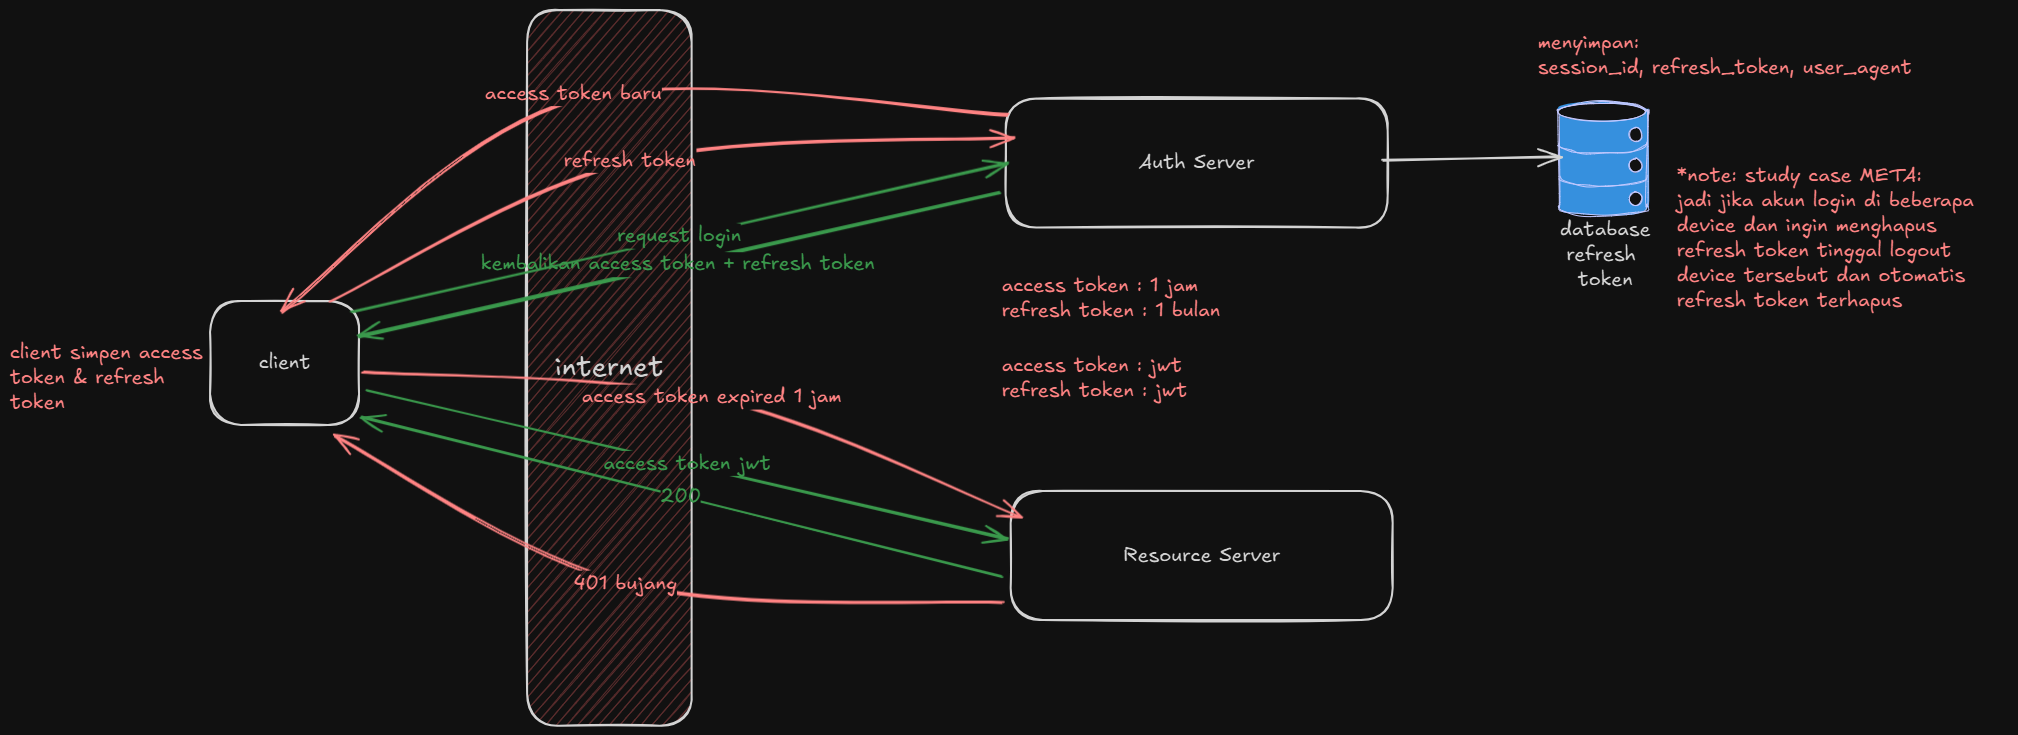 menyimpan:
session_id, refresh_token, user_agent
access token baru
refresh token
Auth Server
*note: study case META:
jadi jika akun login di beberapa
device dan ingin menghapus
refresh token tinggal logout
device tersebut dan otomatis
refresh token terhapus
database
refresh
token
request login
kembalikan access token + refresh token
access token : 1 jam
refresh token : 1 bulan
client simpen access
token & refresh
token
client
internet
access token : jwt
refresh token : jwt
access token expired 1 jam
access token jwt
200
Resource Server
401 bujang